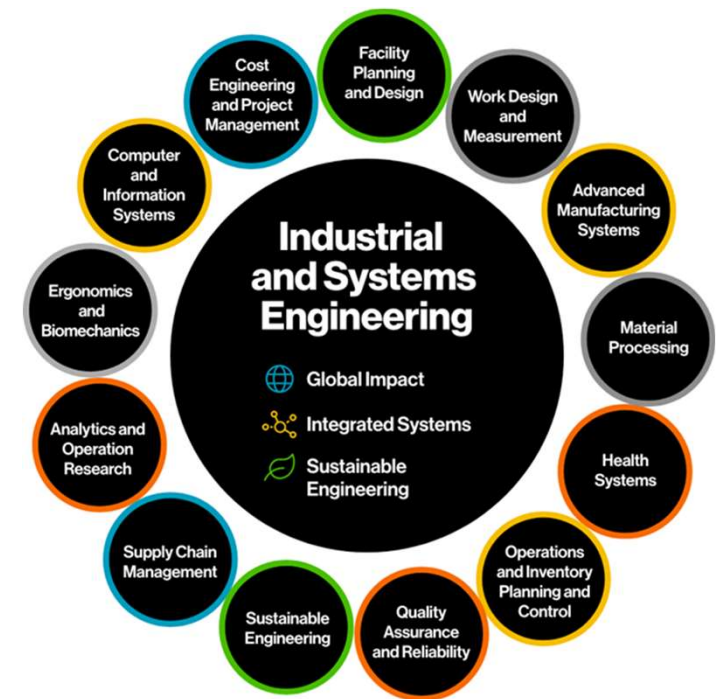 Industrial
and Systems
Engineering
Global Impact
Integrated Systems
Sustainable
Engineering
Facility
Planning
and Design
Work Design
and
Measurement
Advanced
Manufacturing
Systems
Material
Processing
Health
Systems
Operations
and Inventory
Planning and
Control
Quality
Assurance
and Reliability
Sustainable
Engineering
Supply Chain
Management
Analytics and
Operation
Research
Ergonomics
and
Biomechanics
Computer
and
Information
Systems
Cost
Engineering
and Project
Management